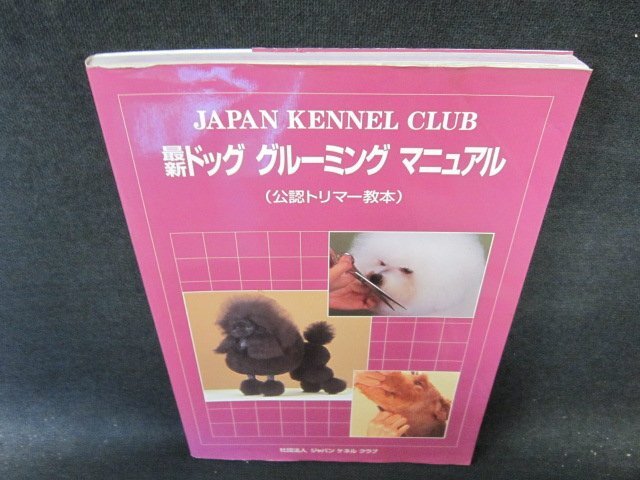 JAPAN KENNEL CLUB
最新ドッグ グルーミング マニュアル
(公認トリマー教本)
社団法人 ジャパン ケネル クラブ